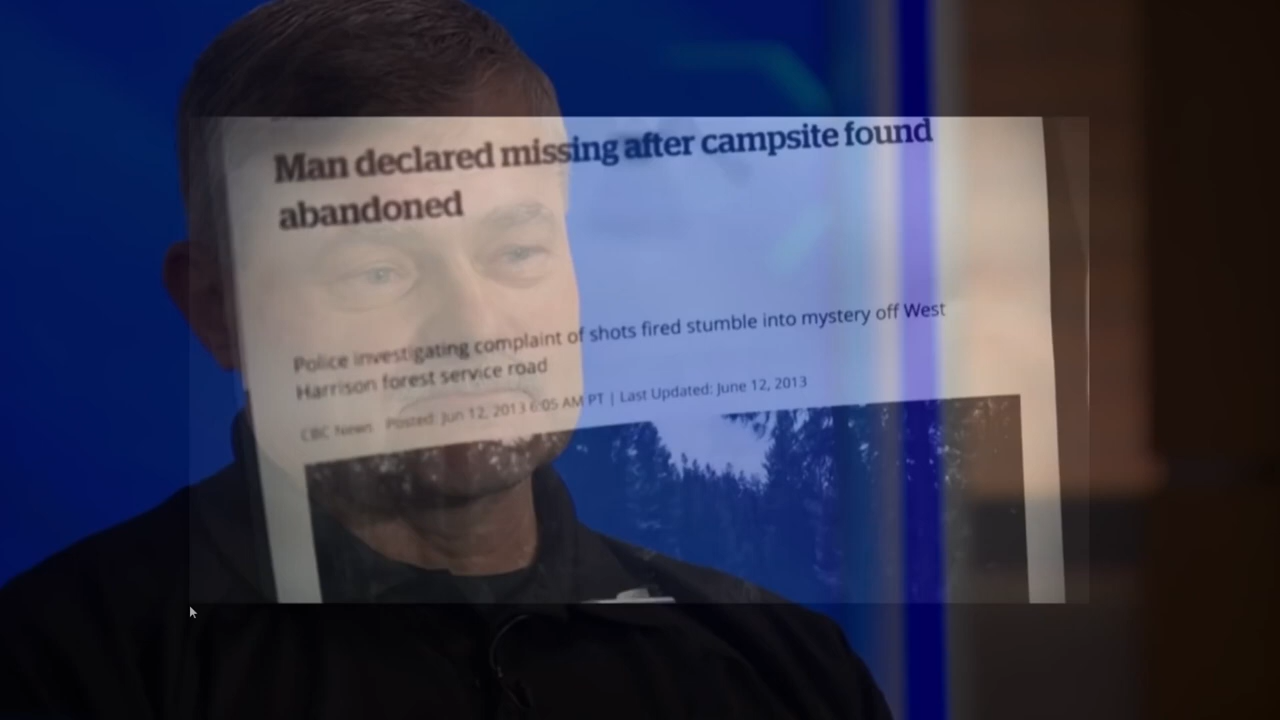 Man declared missing after campsite found
abandoned
Police investigating complaint of shots fired stumble into mystery off West
Harrison forest service road
CBC News Posted: Jun 12, 2013 6:05 AM PT | Last Updated: June 12, 2013